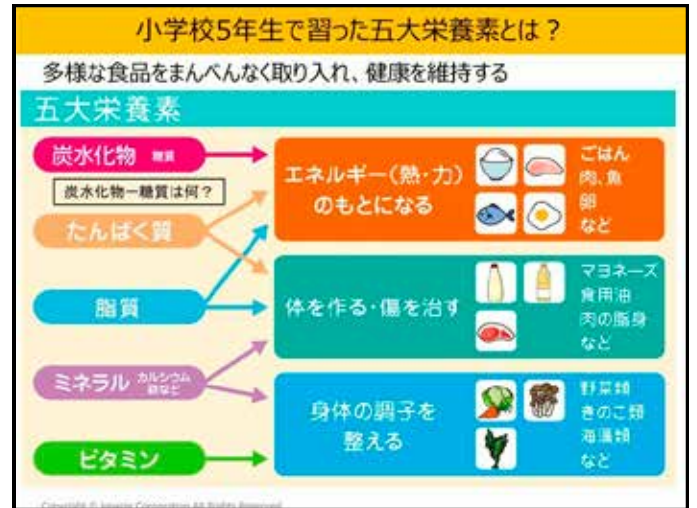 小学校5年生で習った五大栄養素とは？
多様な食品をまんべんなく取り入れ、健康を維持する
五大栄養素
炭水化物 糖質
炭水化物ー糖質は何？
たんぱく質
脂質
ミネラル カルシウム
鉄など
ビタミン
エネルギー（熱・力）
のもとになる
ごはん
肉、魚
卵
など
体を作る・傷を治す
マヨネーズ
食用油
肉の脂身
など
身体の調子を
整える
野菜類
きのこ類
海藻類
など